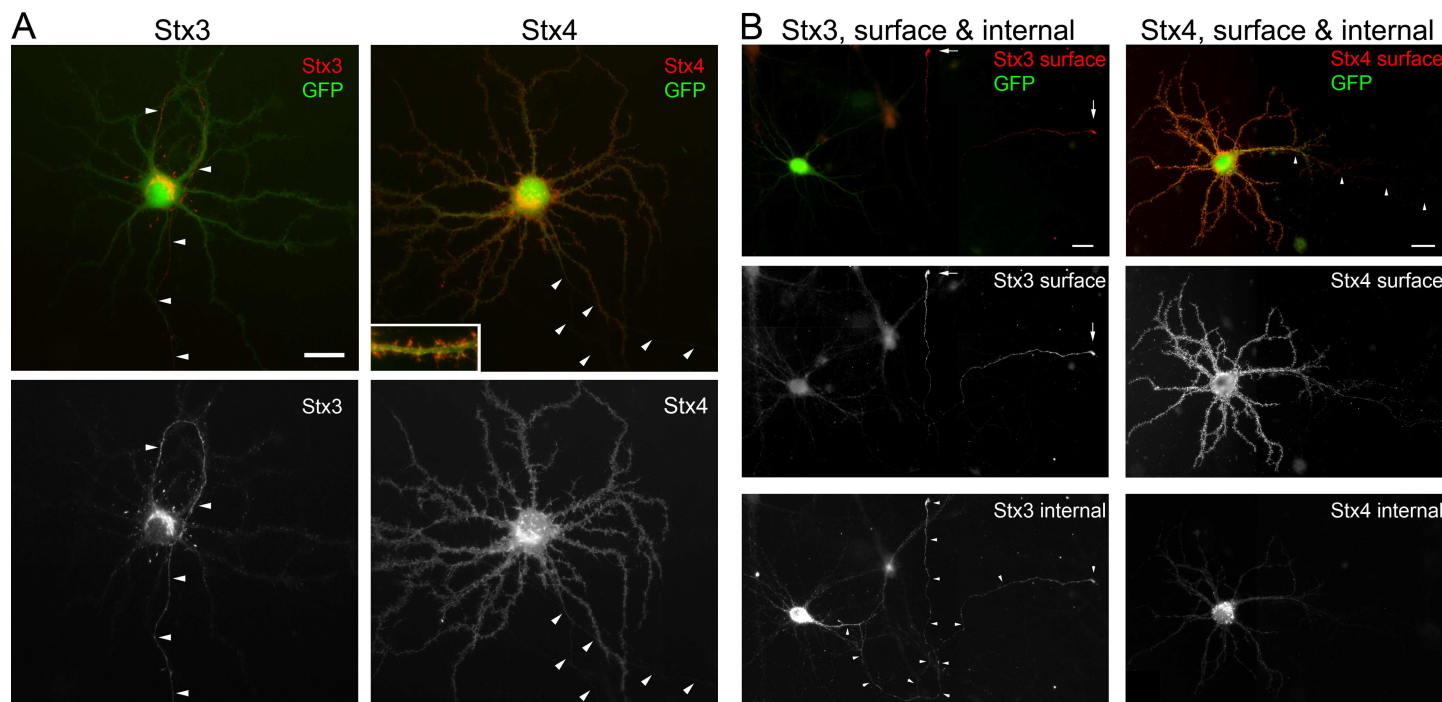 A
Stx3
Stx4
Stx3
GFP
Stx4
GFP
Stx3
Stx4
B
Stx3, surface & internal
Stx4, surface & internal
Stx3 surface
GFP
Stx4 surface
GFP
Stx3 surface
Stx4 surface
Stx3 internal
Stx4 internal